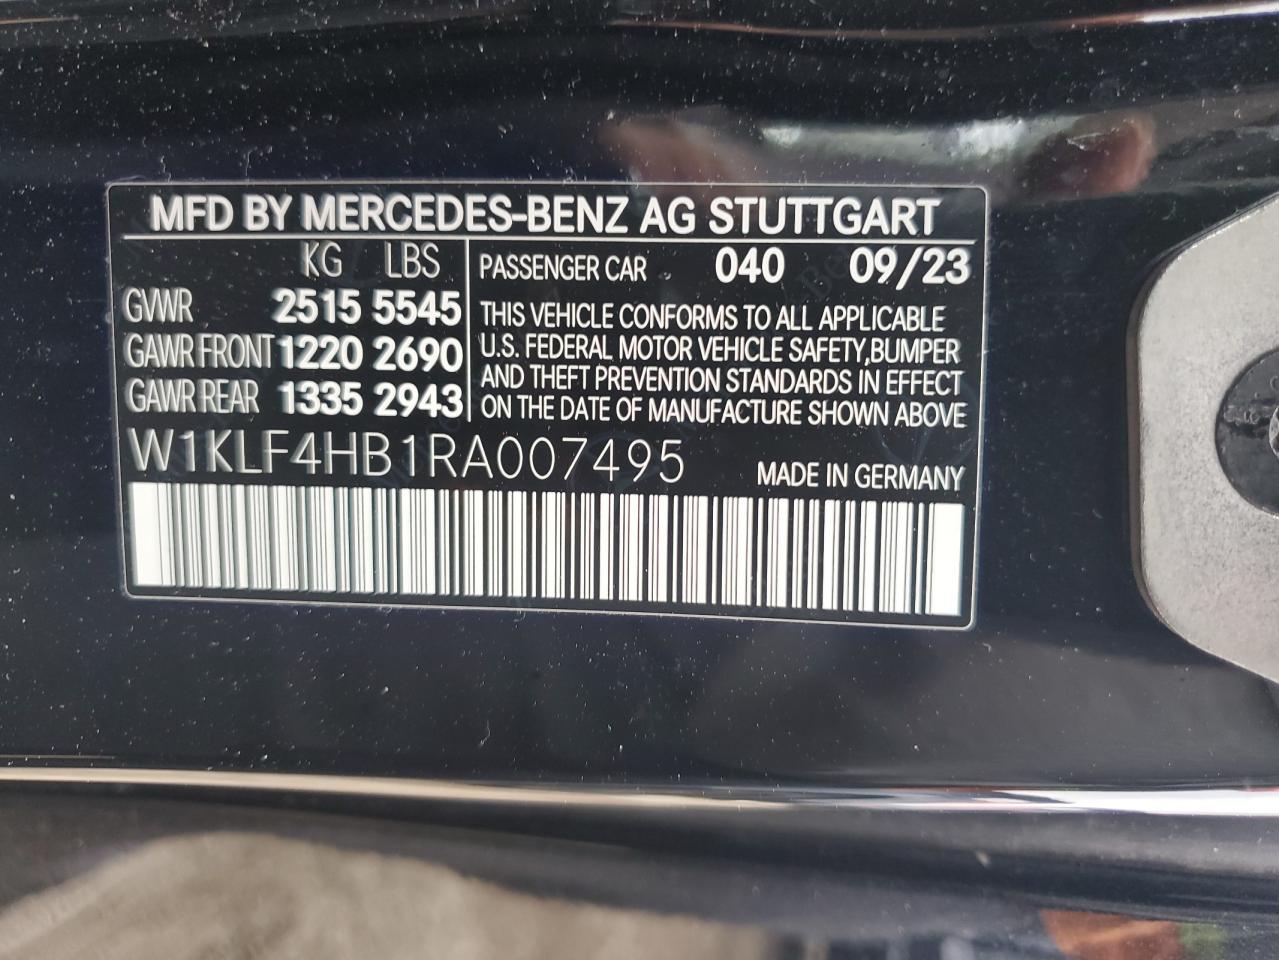 MFD BY MERCEDES-BENZ AG STUTTGART
KG LBS
GVWR 2515 5545
GAWR FRONT 1220 2690
GAWR REAR 1335 2943
PASSENGER CAR 040 09/23
THIS VEHICLE CONFORMS TO ALL APPLICABLE
U.S. FEDERAL MOTOR VEHICLE SAFETY,BUMPER
AND THEFT PREVENTION STANDARDS IN EFFECT
ON THE DATE OF MANUFACTURE SHOWN ABOVE
W1KLF4HB1RA007495
MADE IN GERMANY